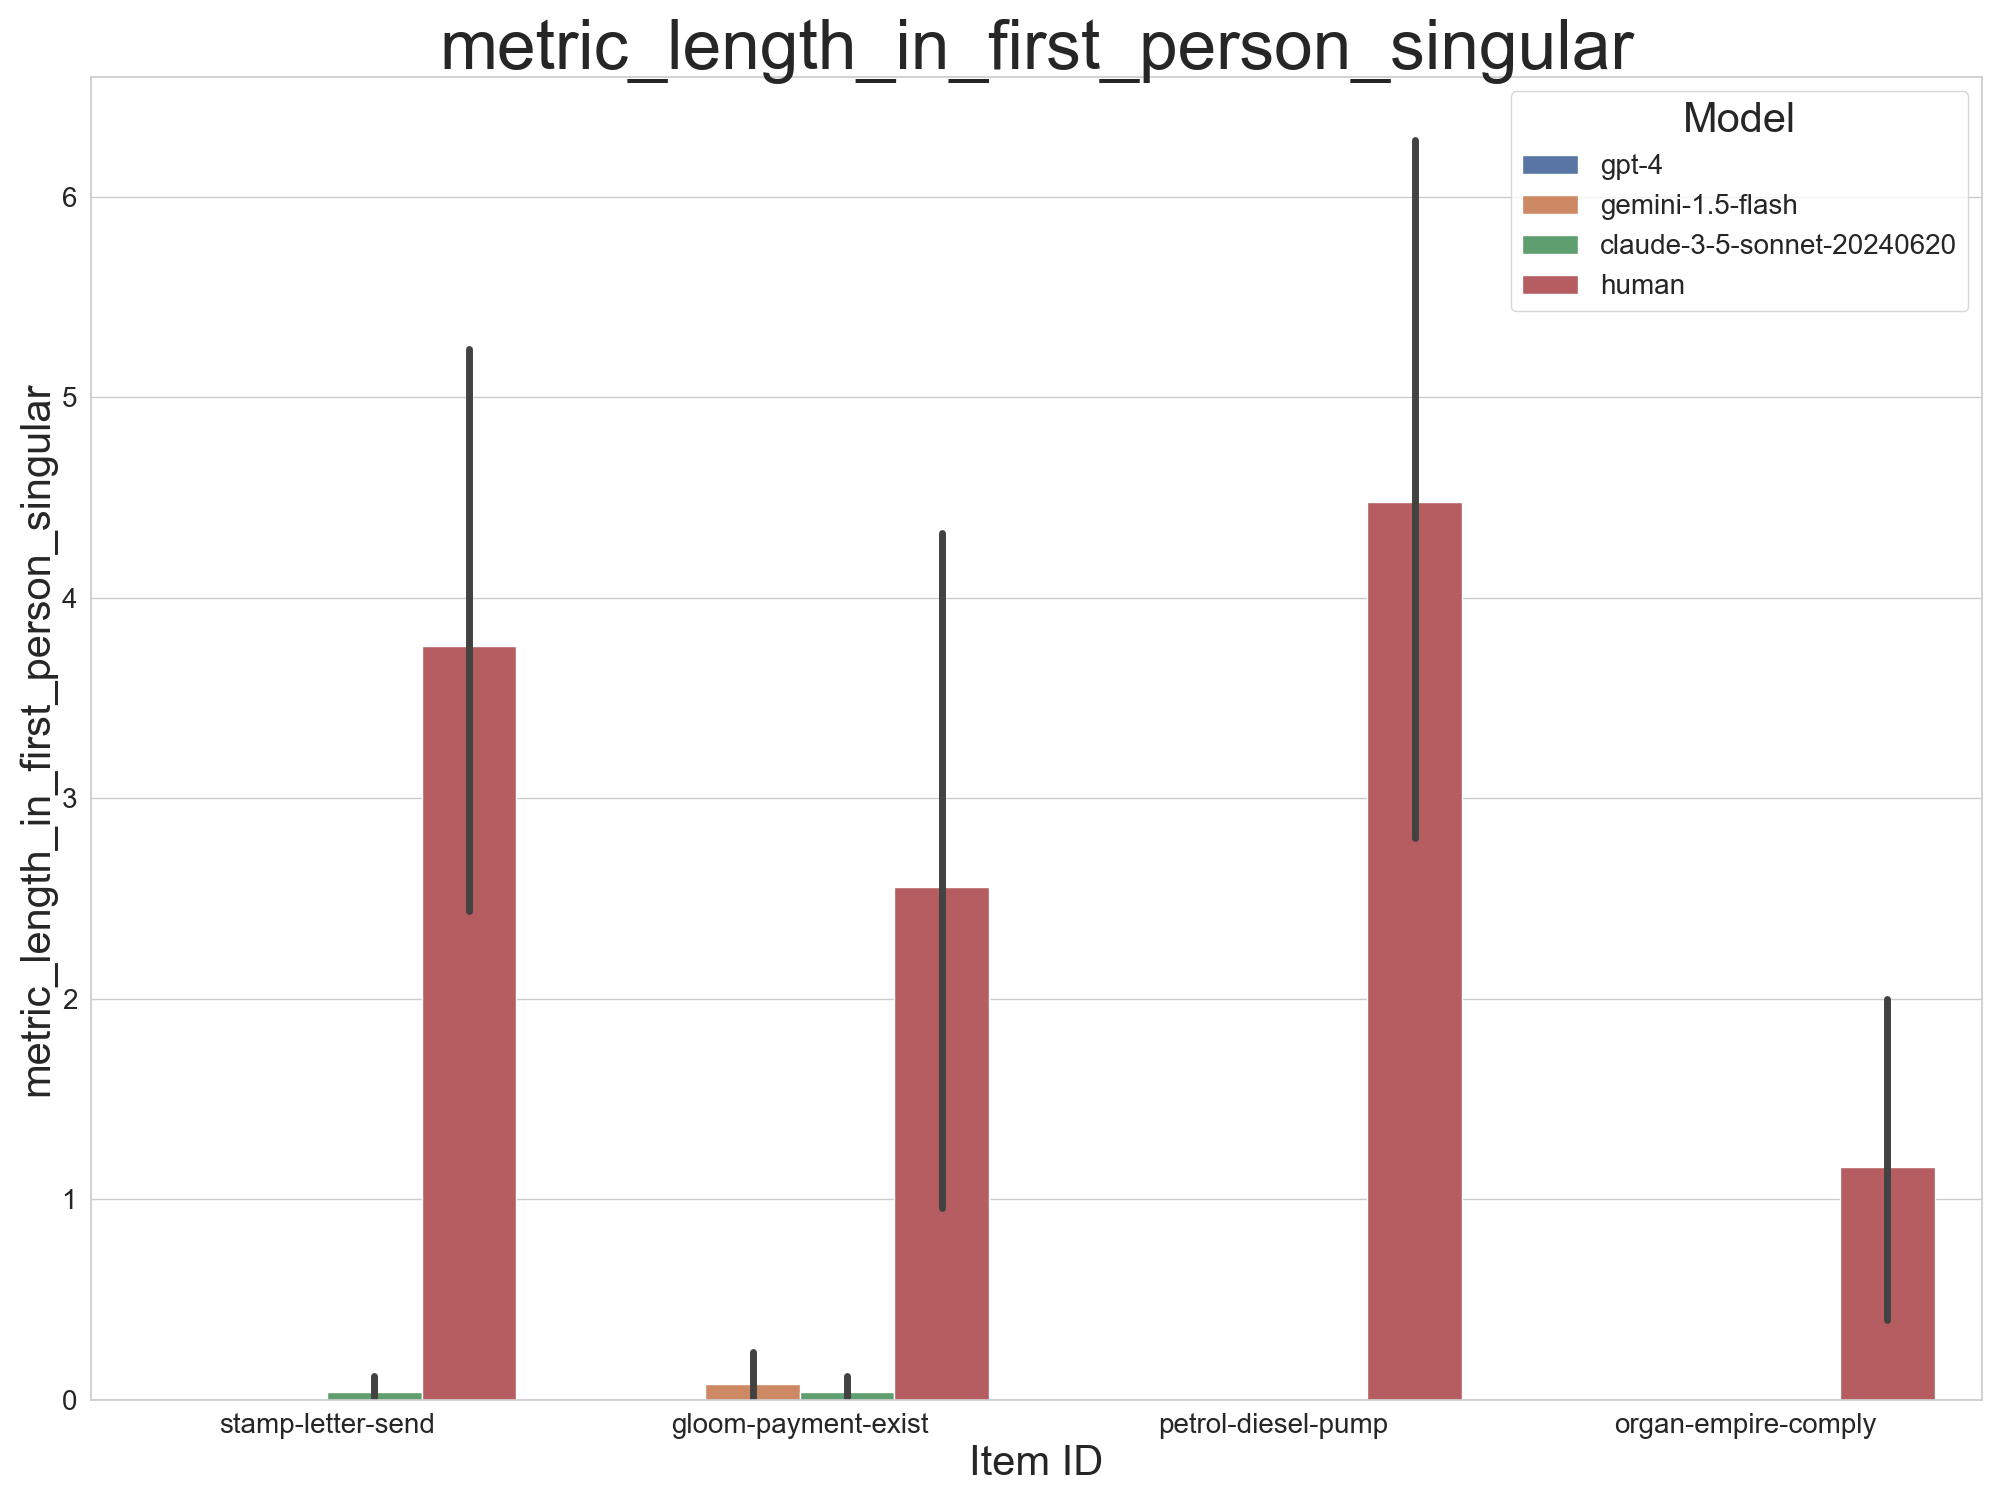 metric_length_in_first_person_singular
Model
gpt-4
gemini-1.5-flash
claude-3-5-sonnet-20240620
human
metric_length_in_first_person_singular
6
5
4
3
2
1
0
stamp-letter-send
gloom-payment-exist
petrol-diesel-pump
organ-empire-comply
Item ID